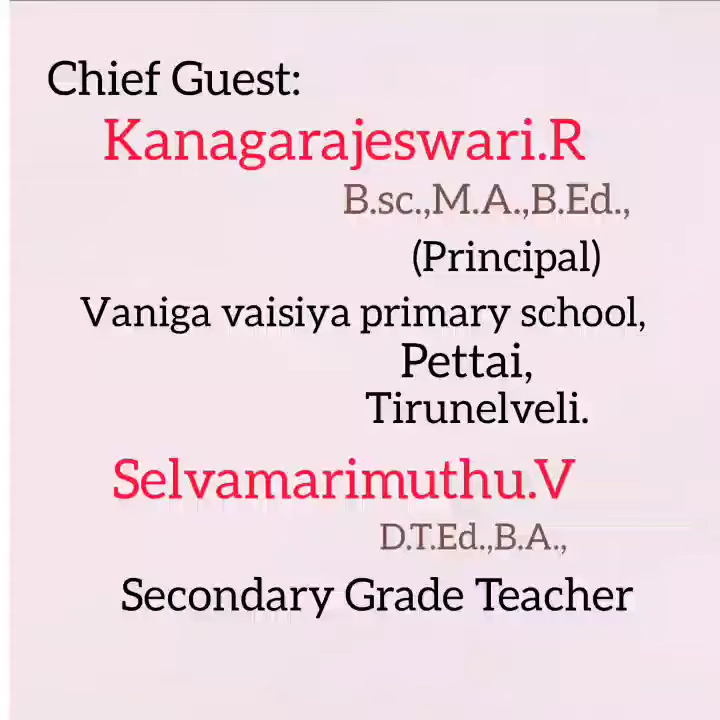 Chief Guest:
Kanagarajeswari.R
B.sc.,M.A.,B.Ed.,
(Principal)
Vaniga vaisiya primary school,
Pettai,
Tirunelveli.
Selvamarimuthu.V
D.T.Ed.,B.A.,
Secondary Grade Teacher